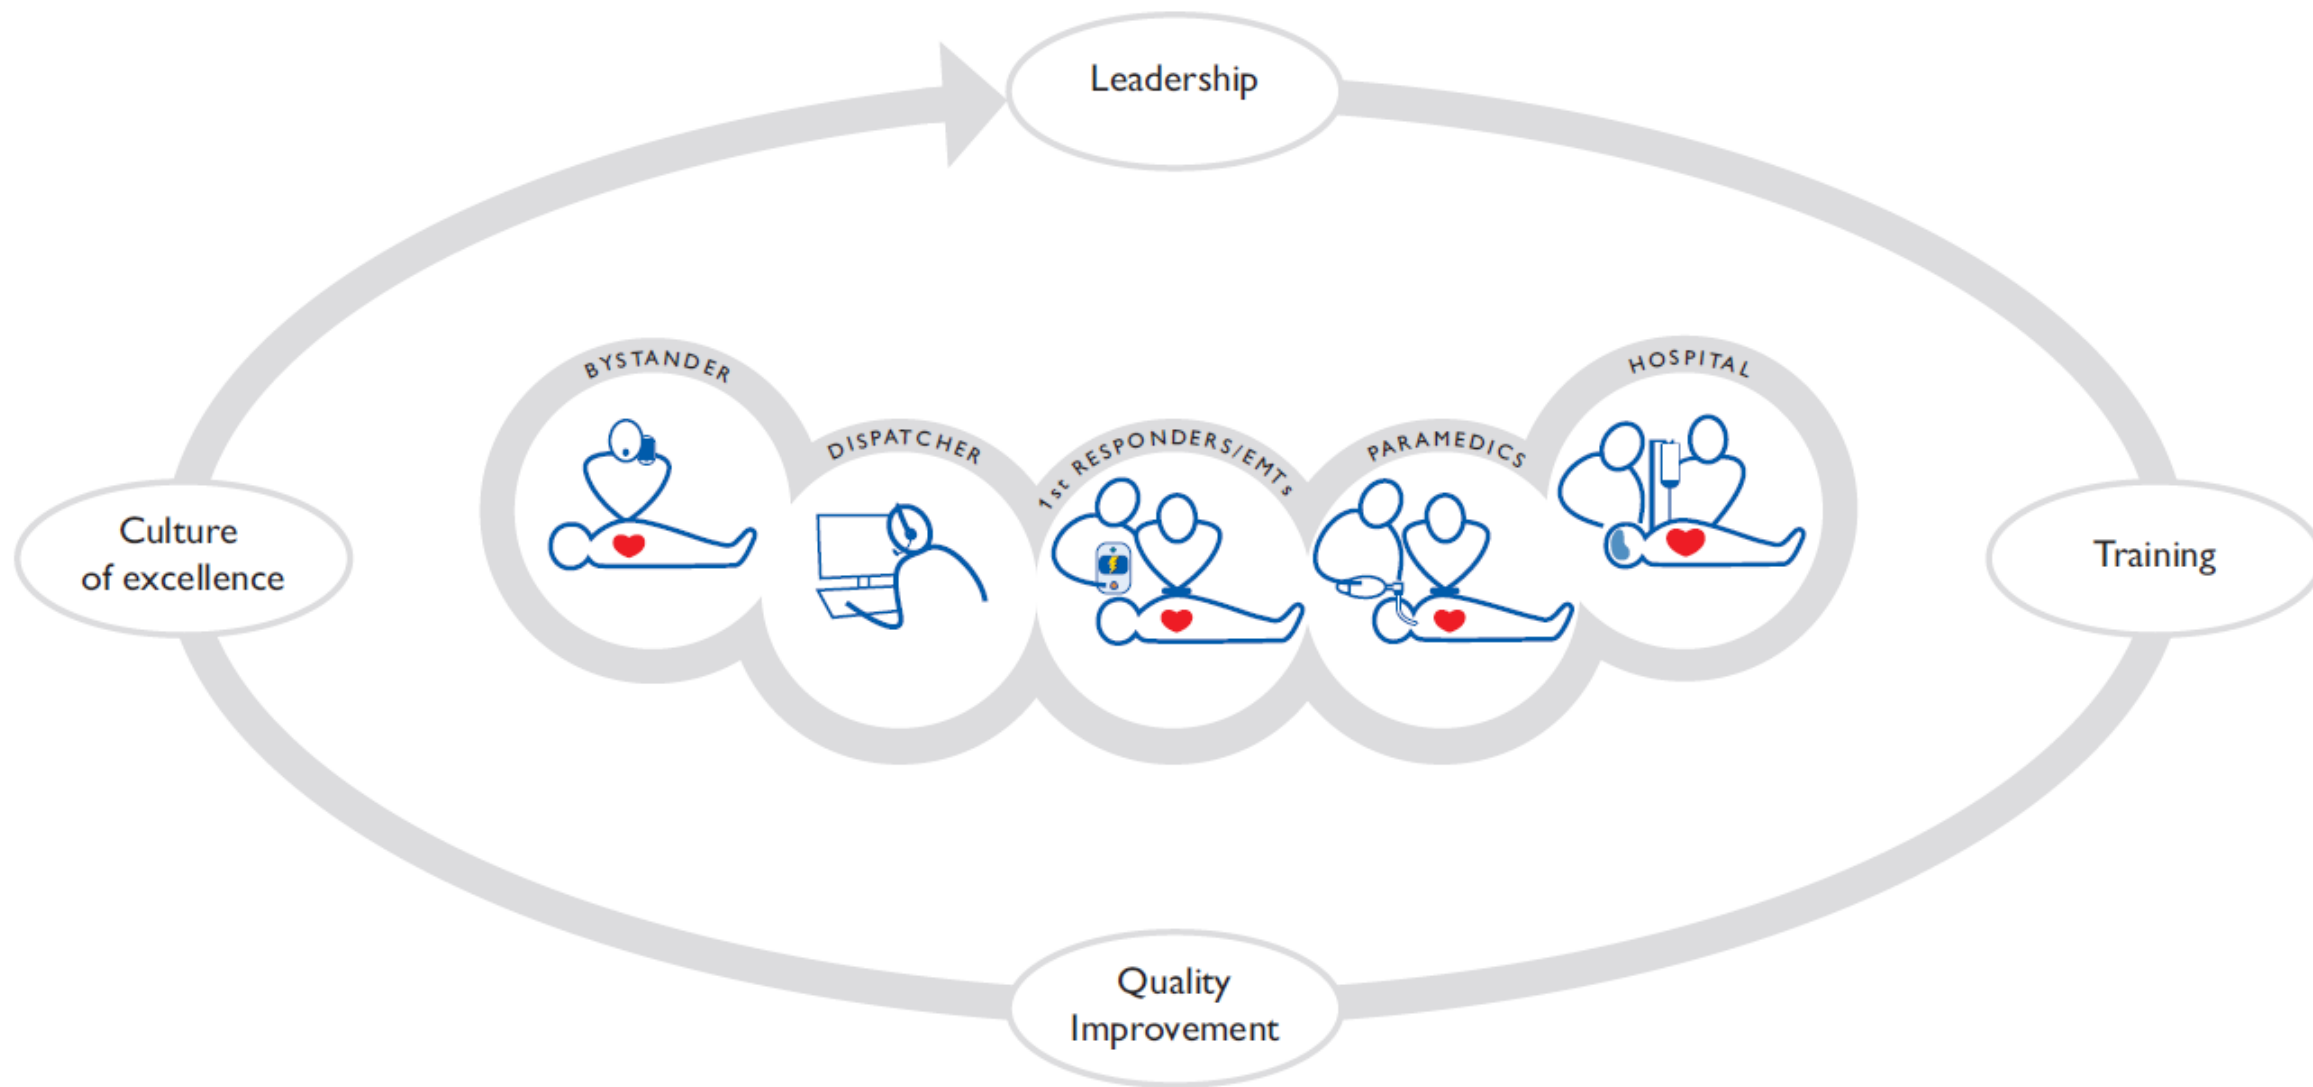 Leadership
BYSTANDER
DISPATCHER
1st RESPONDERS/EMTs
PARAMEDICS
HOSPITAL
Culture
of excellence
Training
Quality
Improvement